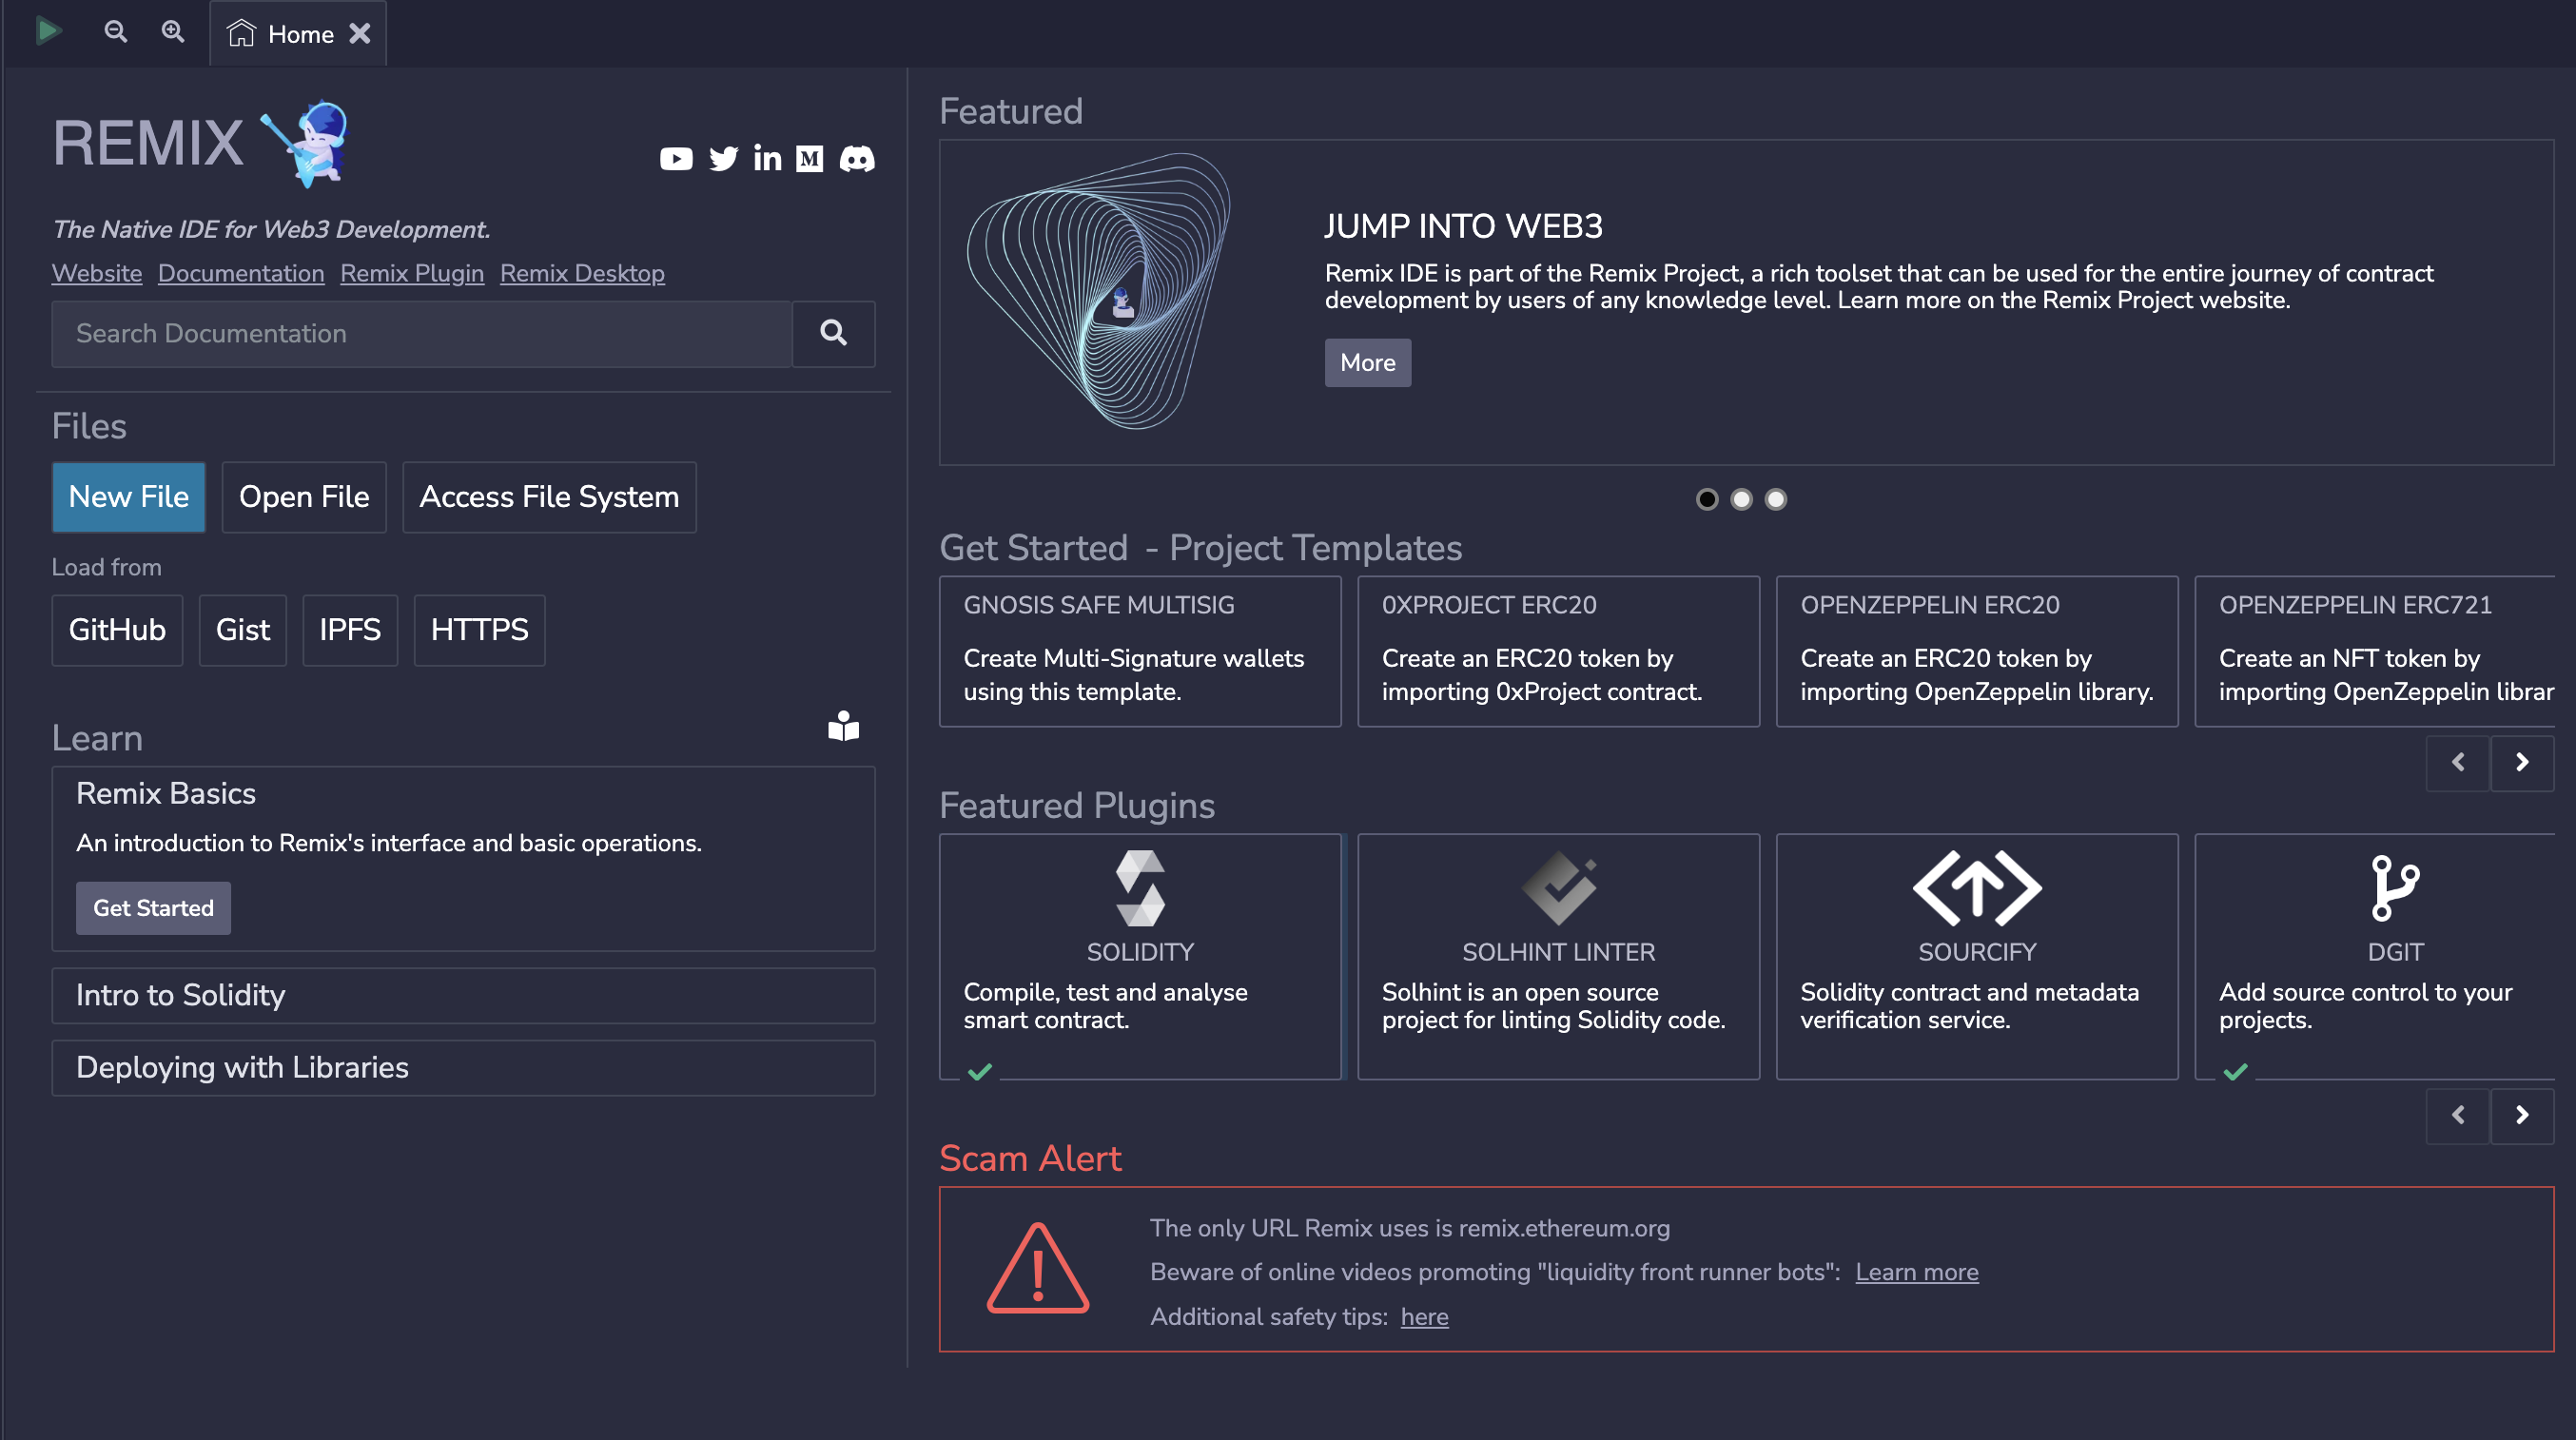 Home
REMIX
The Native IDE for Web3 Development.
Website Documentation Remix Plugin Remix Desktop
Search Documentation
Files
New File Open File Access File System
Load from
GitHub Gist IPFS HTTPS
Learn
Remix Basics
An introduction to Remix's interface and basic operations.
Get Started
Intro to Solidity
Deploying with Libraries
Featured
JUMP INTO WEB3
Remix IDE is part of the Remix Project, a rich toolset that can be used for the entire journey of contract
development by users of any knowledge level. Learn more on the Remix Project website.
More
Get Started - Project Templates
GNOSIS SAFE MULTISIG
Create Multi-Signature wallets
using this template.
0XPROJECT ERC20
Create an ERC20 token by
importing 0xProject contract.
OPENZEPPELIN ERC20
Create an ERC20 token by
importing OpenZeppelin library.
OPENZEPPELIN ERC721
Create an NFT token by
importing OpenZeppelin librar
Featured Plugins
SOLIDITY
Compile, test and analyse
smart contract.
SOLHINT LINTER
Solhint is an open source
project for linting Solidity code.
SOURCIFY
Solidity contract and metadata
verification service.
DGIT
Add source control to your
projects.
Scam Alert
The only URL Remix uses is remix.ethereum.org
Beware of online videos promoting "liquidity front runner bots": Learn more
Additional safety tips: here